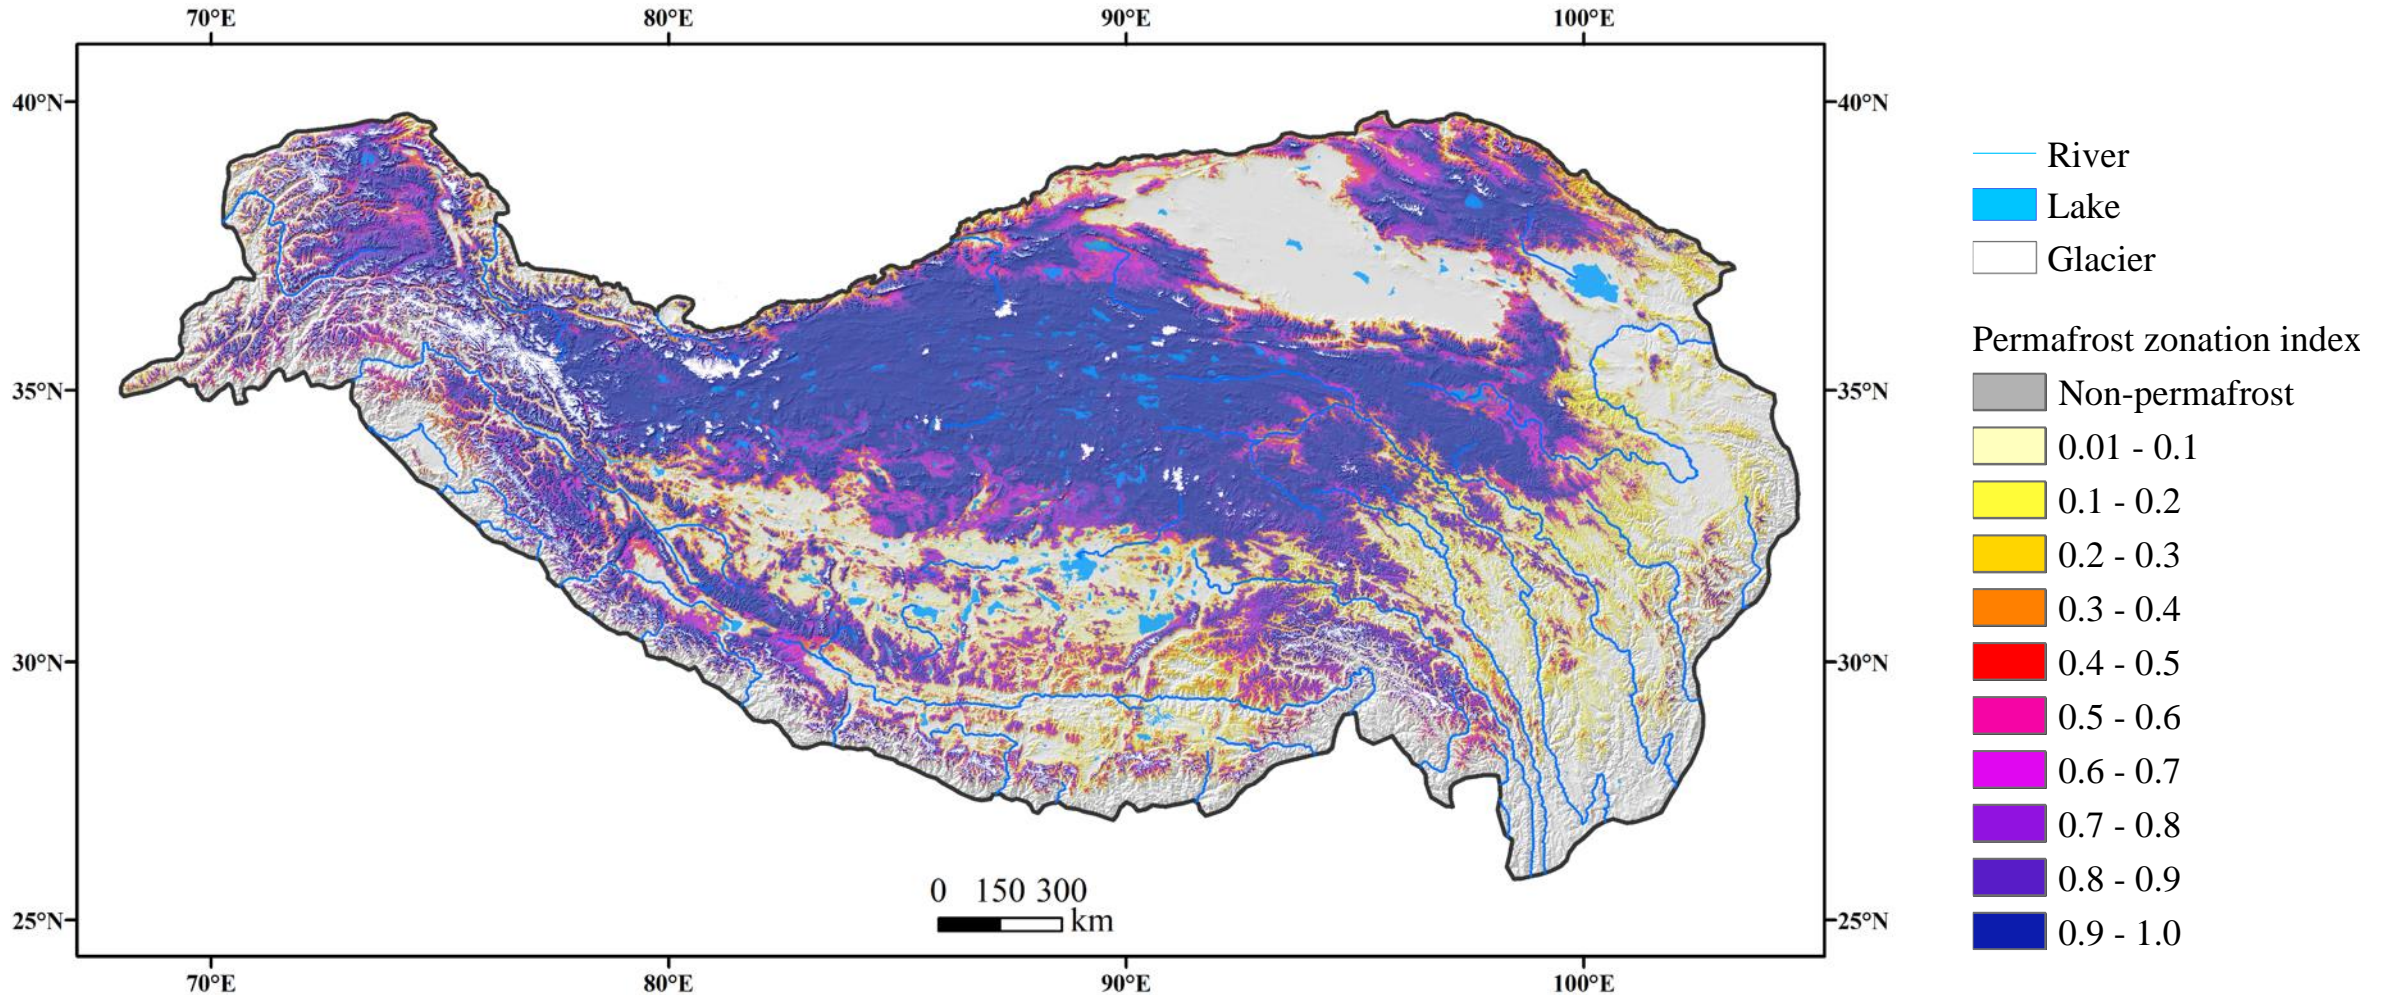 70°E 80°E 90°E 100°E
40°N 40°N
35°N 35°N
30°N 30°N
25°N 25°N
70°E 80°E 90°E 100°E
0 150 300
km
River
Lake
Glacier
Permafrost zonation index
Non-permafrost
0.01 - 0.1
0.1 - 0.2
0.2 - 0.3
0.3 - 0.4
0.4 - 0.5
0.5 - 0.6
0.6 - 0.7
0.7 - 0.8
0.8 - 0.9
0.9 - 1.0